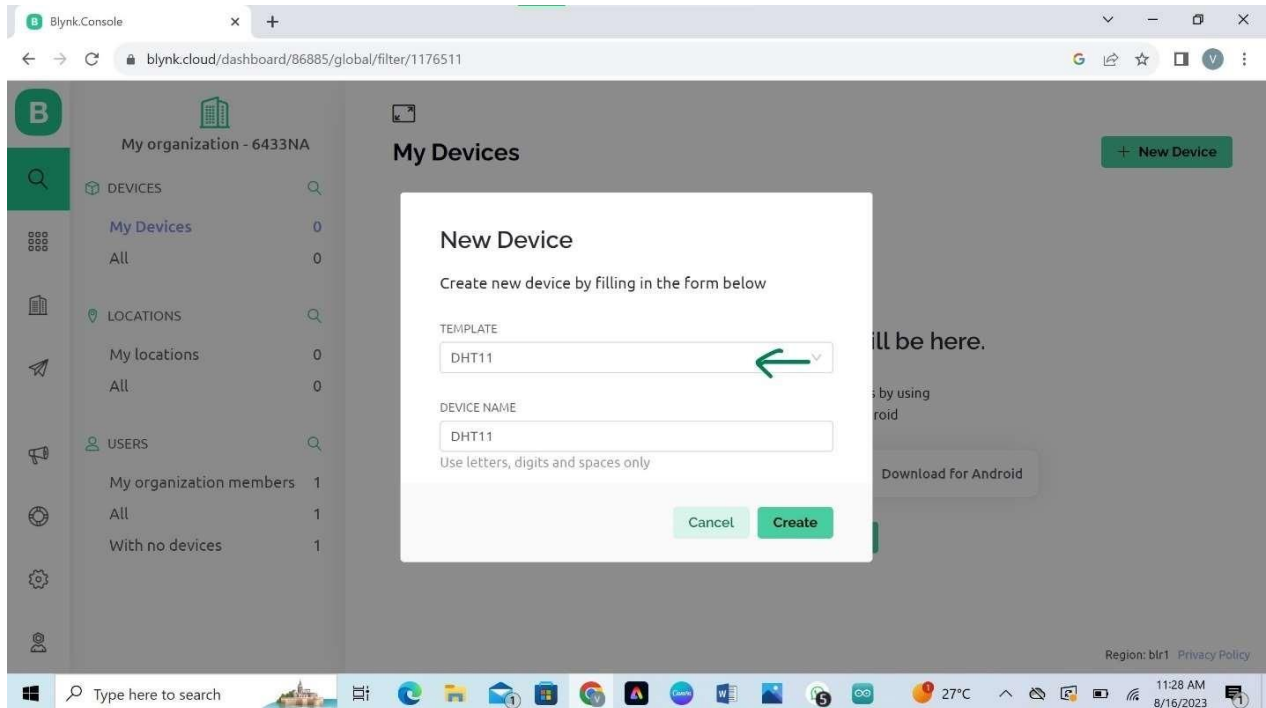 B Blynk.Console
blynk.cloud/dashboard/86885/global/filter/1176511
G
V
B
My organization - 6433NA
DEVICES
My Devices 0
All 0
LOCATIONS
My locations 0
All 0
USERS
My organization members 1
All 1
With no devices 1
My Devices
+ New Device
New Device
Create new device by filling in the form below
TEMPLATE
DHT11
DEVICE NAME
DHT11
Use letters, digits and spaces only
Cancel Create
ill be here.
s by using
roid
Download for Android
Region: blr1 Privacy Policy
Type here to search
27°C
11:28 AM
8/16/2023